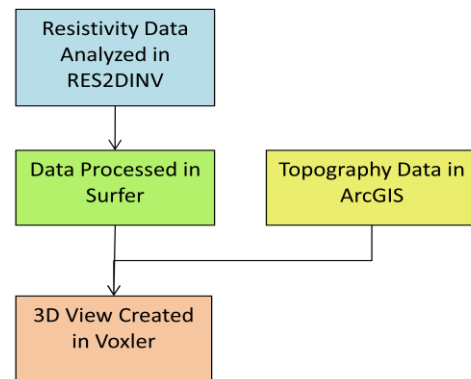 Resistivity Data
Analyzed in
RES2DINV
Data Processed in
Surfer
Topography Data in
ArcGIS
3D View Created
in Voxler